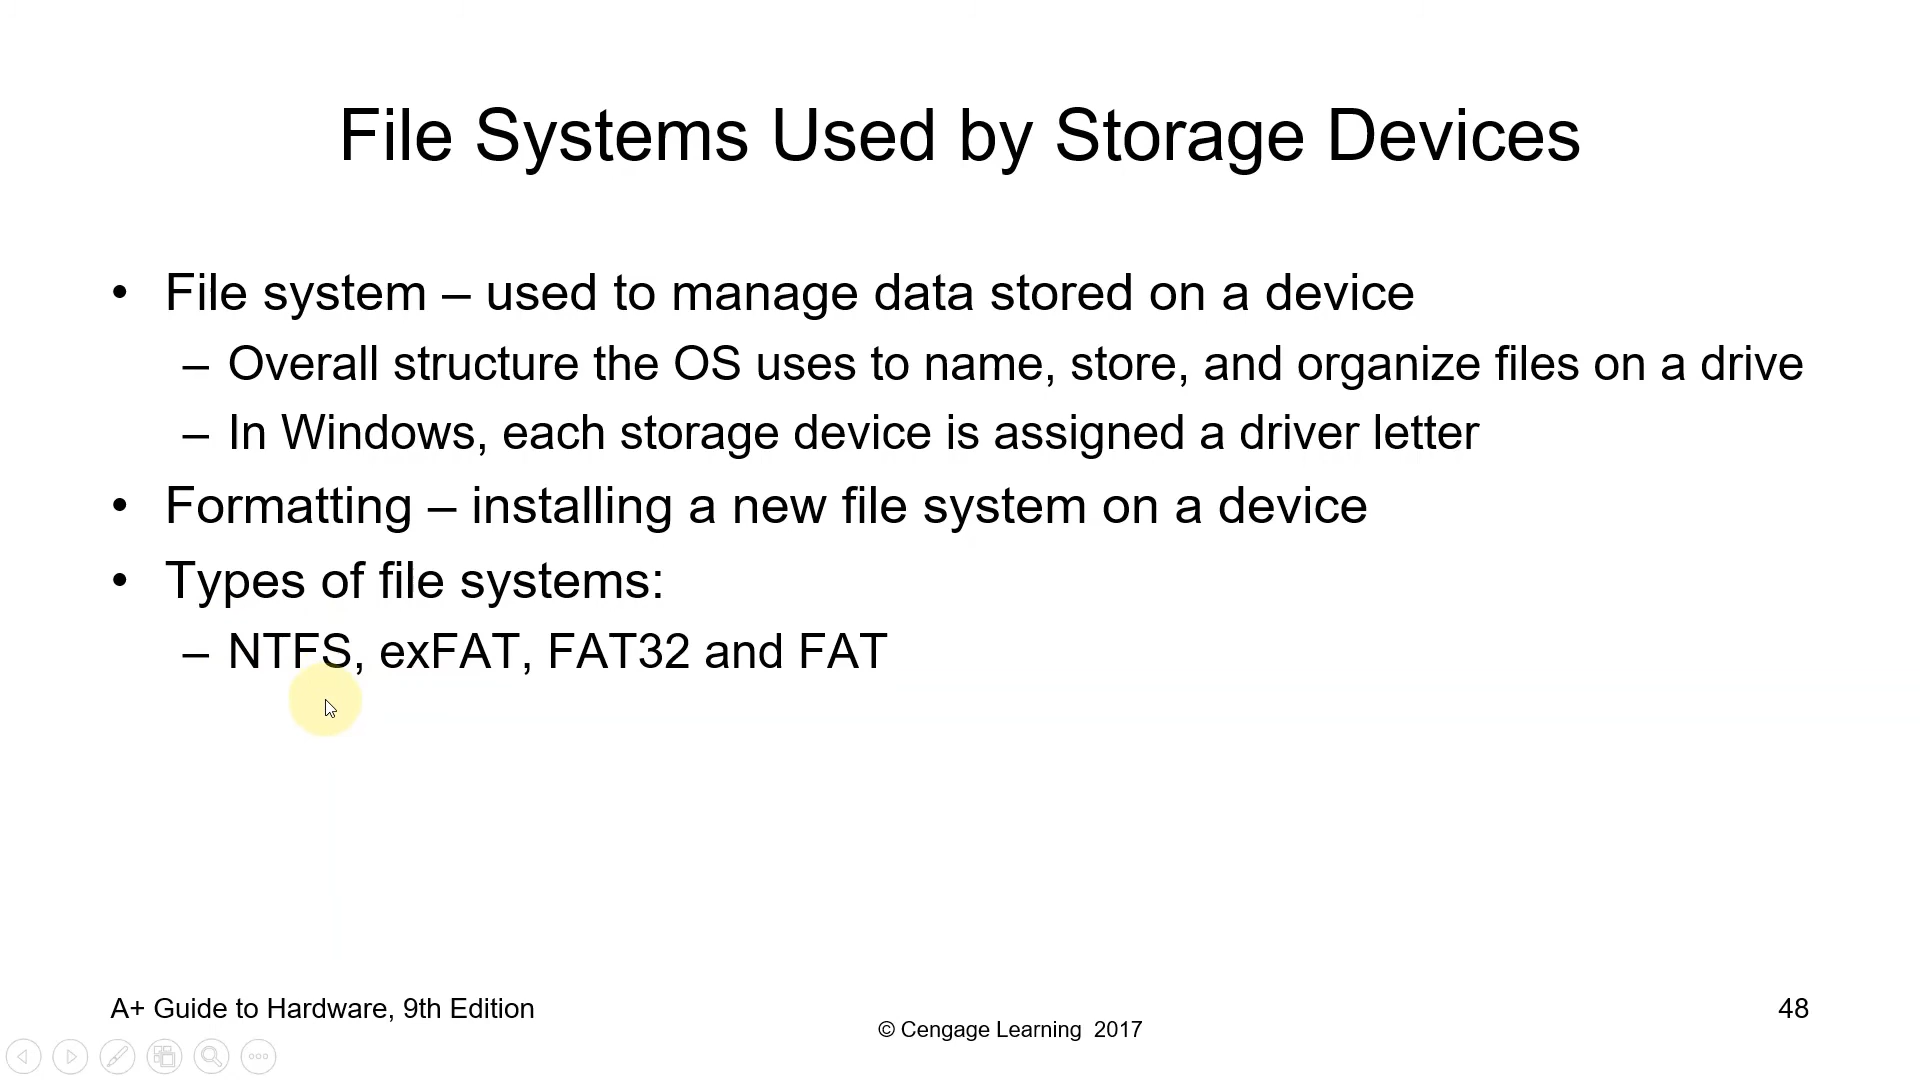 File Systems Used by Storage Devices
• File system – used to manage data stored on a device
– Overall structure the OS uses to name, store, and organize files on a drive
– In Windows, each storage device is assigned a driver letter
• Formatting – installing a new file system on a device
• Types of file systems:
– NTFS, exFAT, FAT32 and FAT
A+ Guide to Hardware, 9th Edition
© Cengage Learning 2017
48